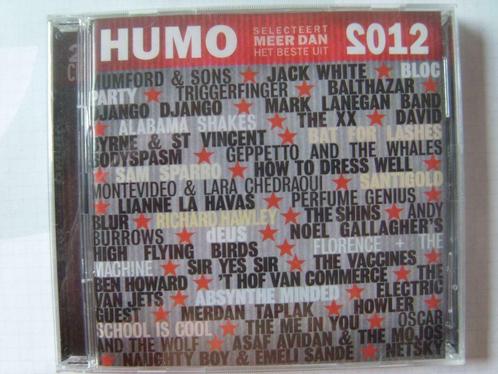 HUMO
SELECTEERT
MEER DAN
HET BESTE UIT
2012
MUMFORD & SONS ★ JACK WHITE ★ BLOC
PARTY ★ TRIGGERFINGER ★ BALTHAZAR ★
DJANGO DJANGO ★ MARK LANEGAN BAND
★ ALABAMA SHAKES ★ THE XX ★ DAVID
BYRNE & ST VINCENT ★ BAT FOR LASHES
★ BODYSPASM ★ GEPPETTO AND THE WHALES
★ SAM SPARRO ★ HOW TO DRESS WELL ★
MONTEVIDEO & LARA CHEDRAOUI ★ SANTIGOLD
★ LIANNE LA HAVAS ★ PERFUME GENUS ★
BLUR ★ RICHARD HAWLEY ★ THE SHINS ★ ANDY
BURROWS ★ dEUS ★ NOEL GALLAGHER'S
HIGH FLYING BIRDS ★ FLORENCE + THE
MACHINE ★ SIR YES SIR ★ THE VACCINES ★
BEN HOWARD ★ 'T HOF VAN COMMERCE ★ THE
VAN JETS ★ ABSYNTHE MINDED ★ ELECTRIC
GUEST ★ MERDAN TAPLAK ★ HOWLER ★
SCHOOL IS COOL ★ THE ME IN YOU ★ OSCAR
AND THE WOLF ★ ASAF AVIDAN & THE MOJOS
★ NAUGHTY BOY & EMELI SANDE ★ NETSKY